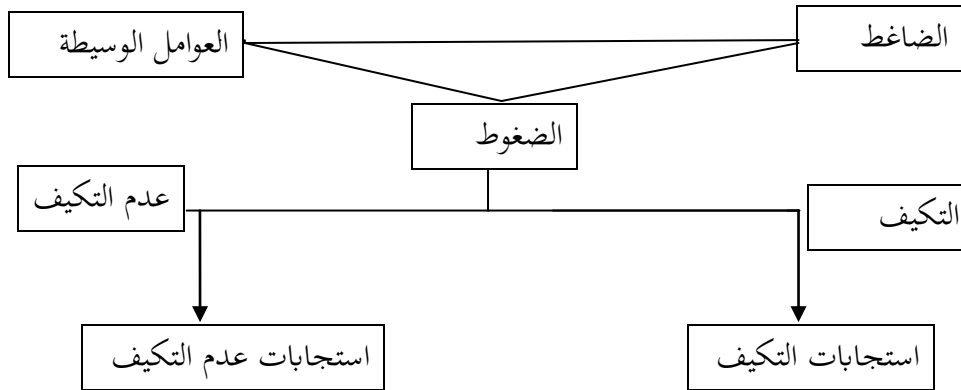 الضاغط
العوامل الوسيطة
الضغوط
التكيف
عدم التكيف
استجابات التكيف
استجابات عدم التكيف